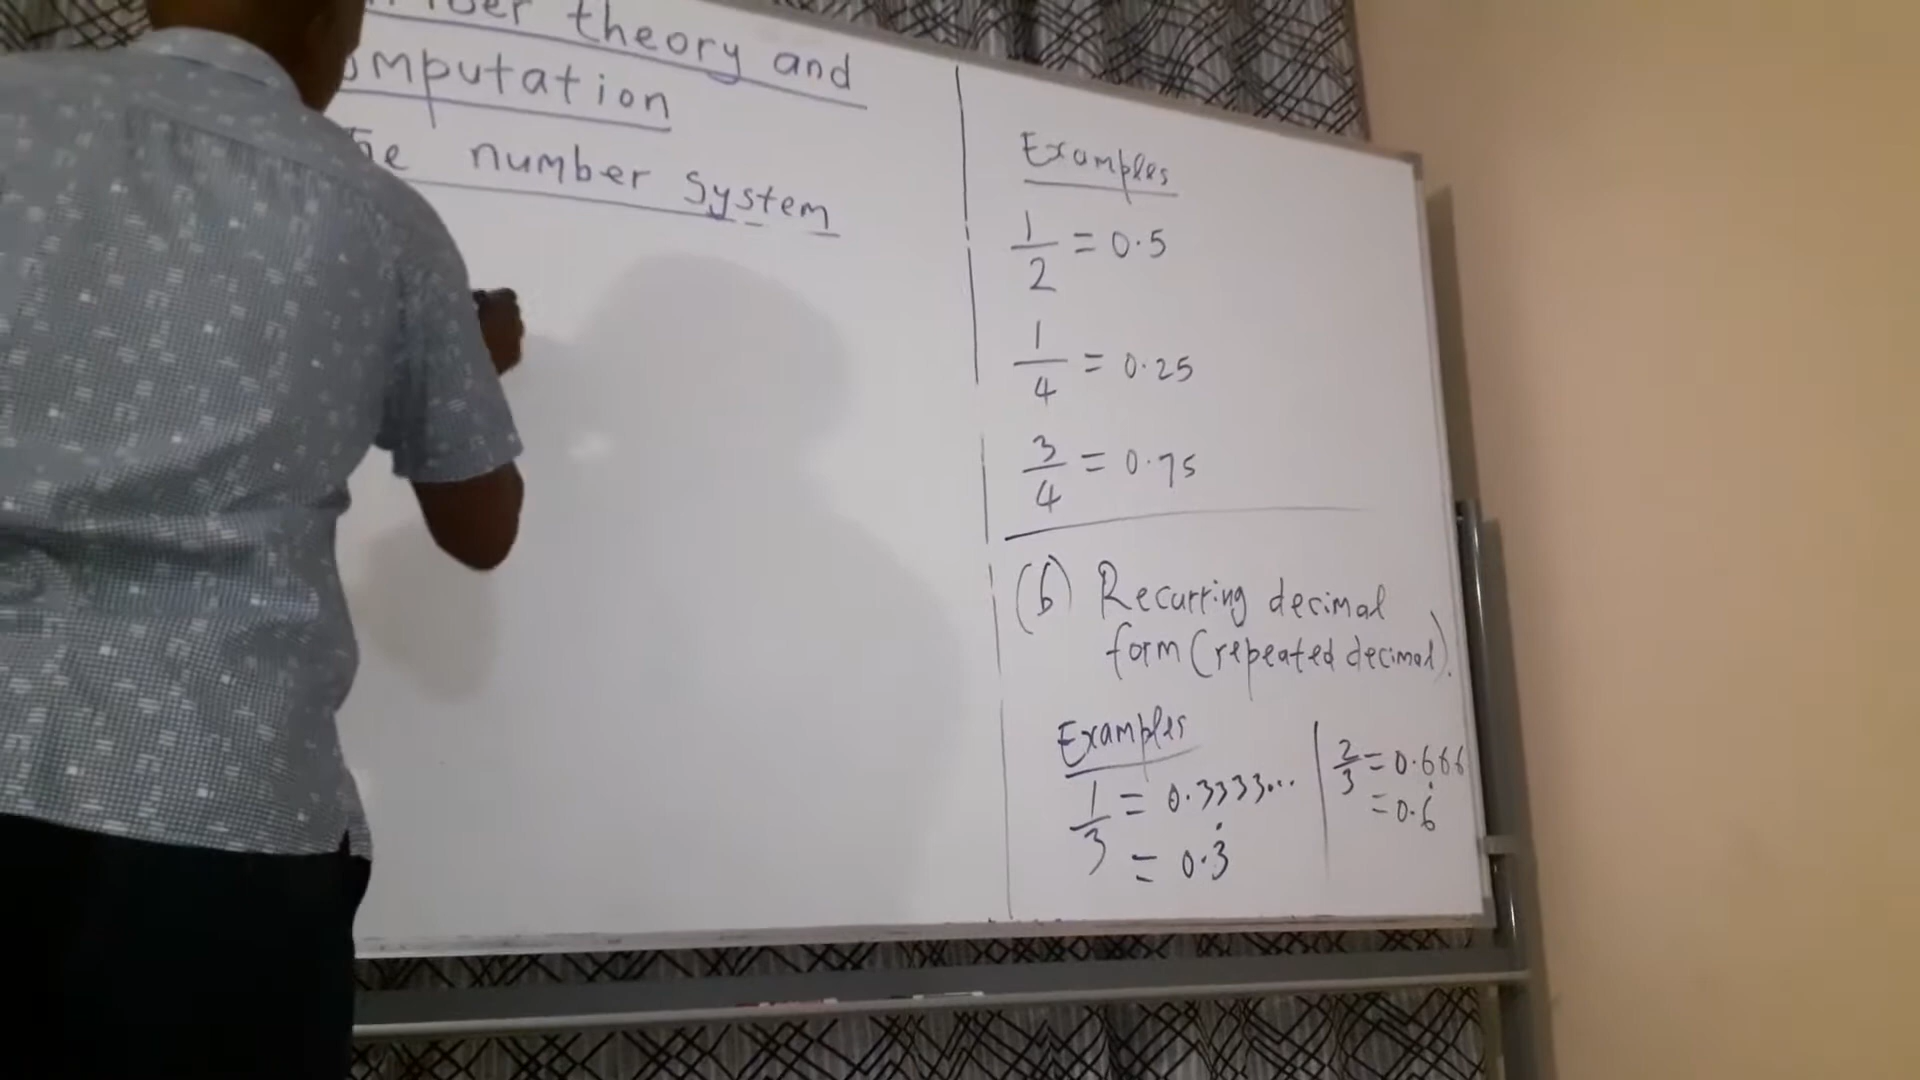 theory and
computation
number System
Examples
1/2 = 0.5
1/4 = 0.25
3/4 = 0.75
(b) Recurring decimal
form (repeated decimal).
Examples
1/3 = 0.3333...
= 0.3̇
2/3 = 0.666
= 0.6̇